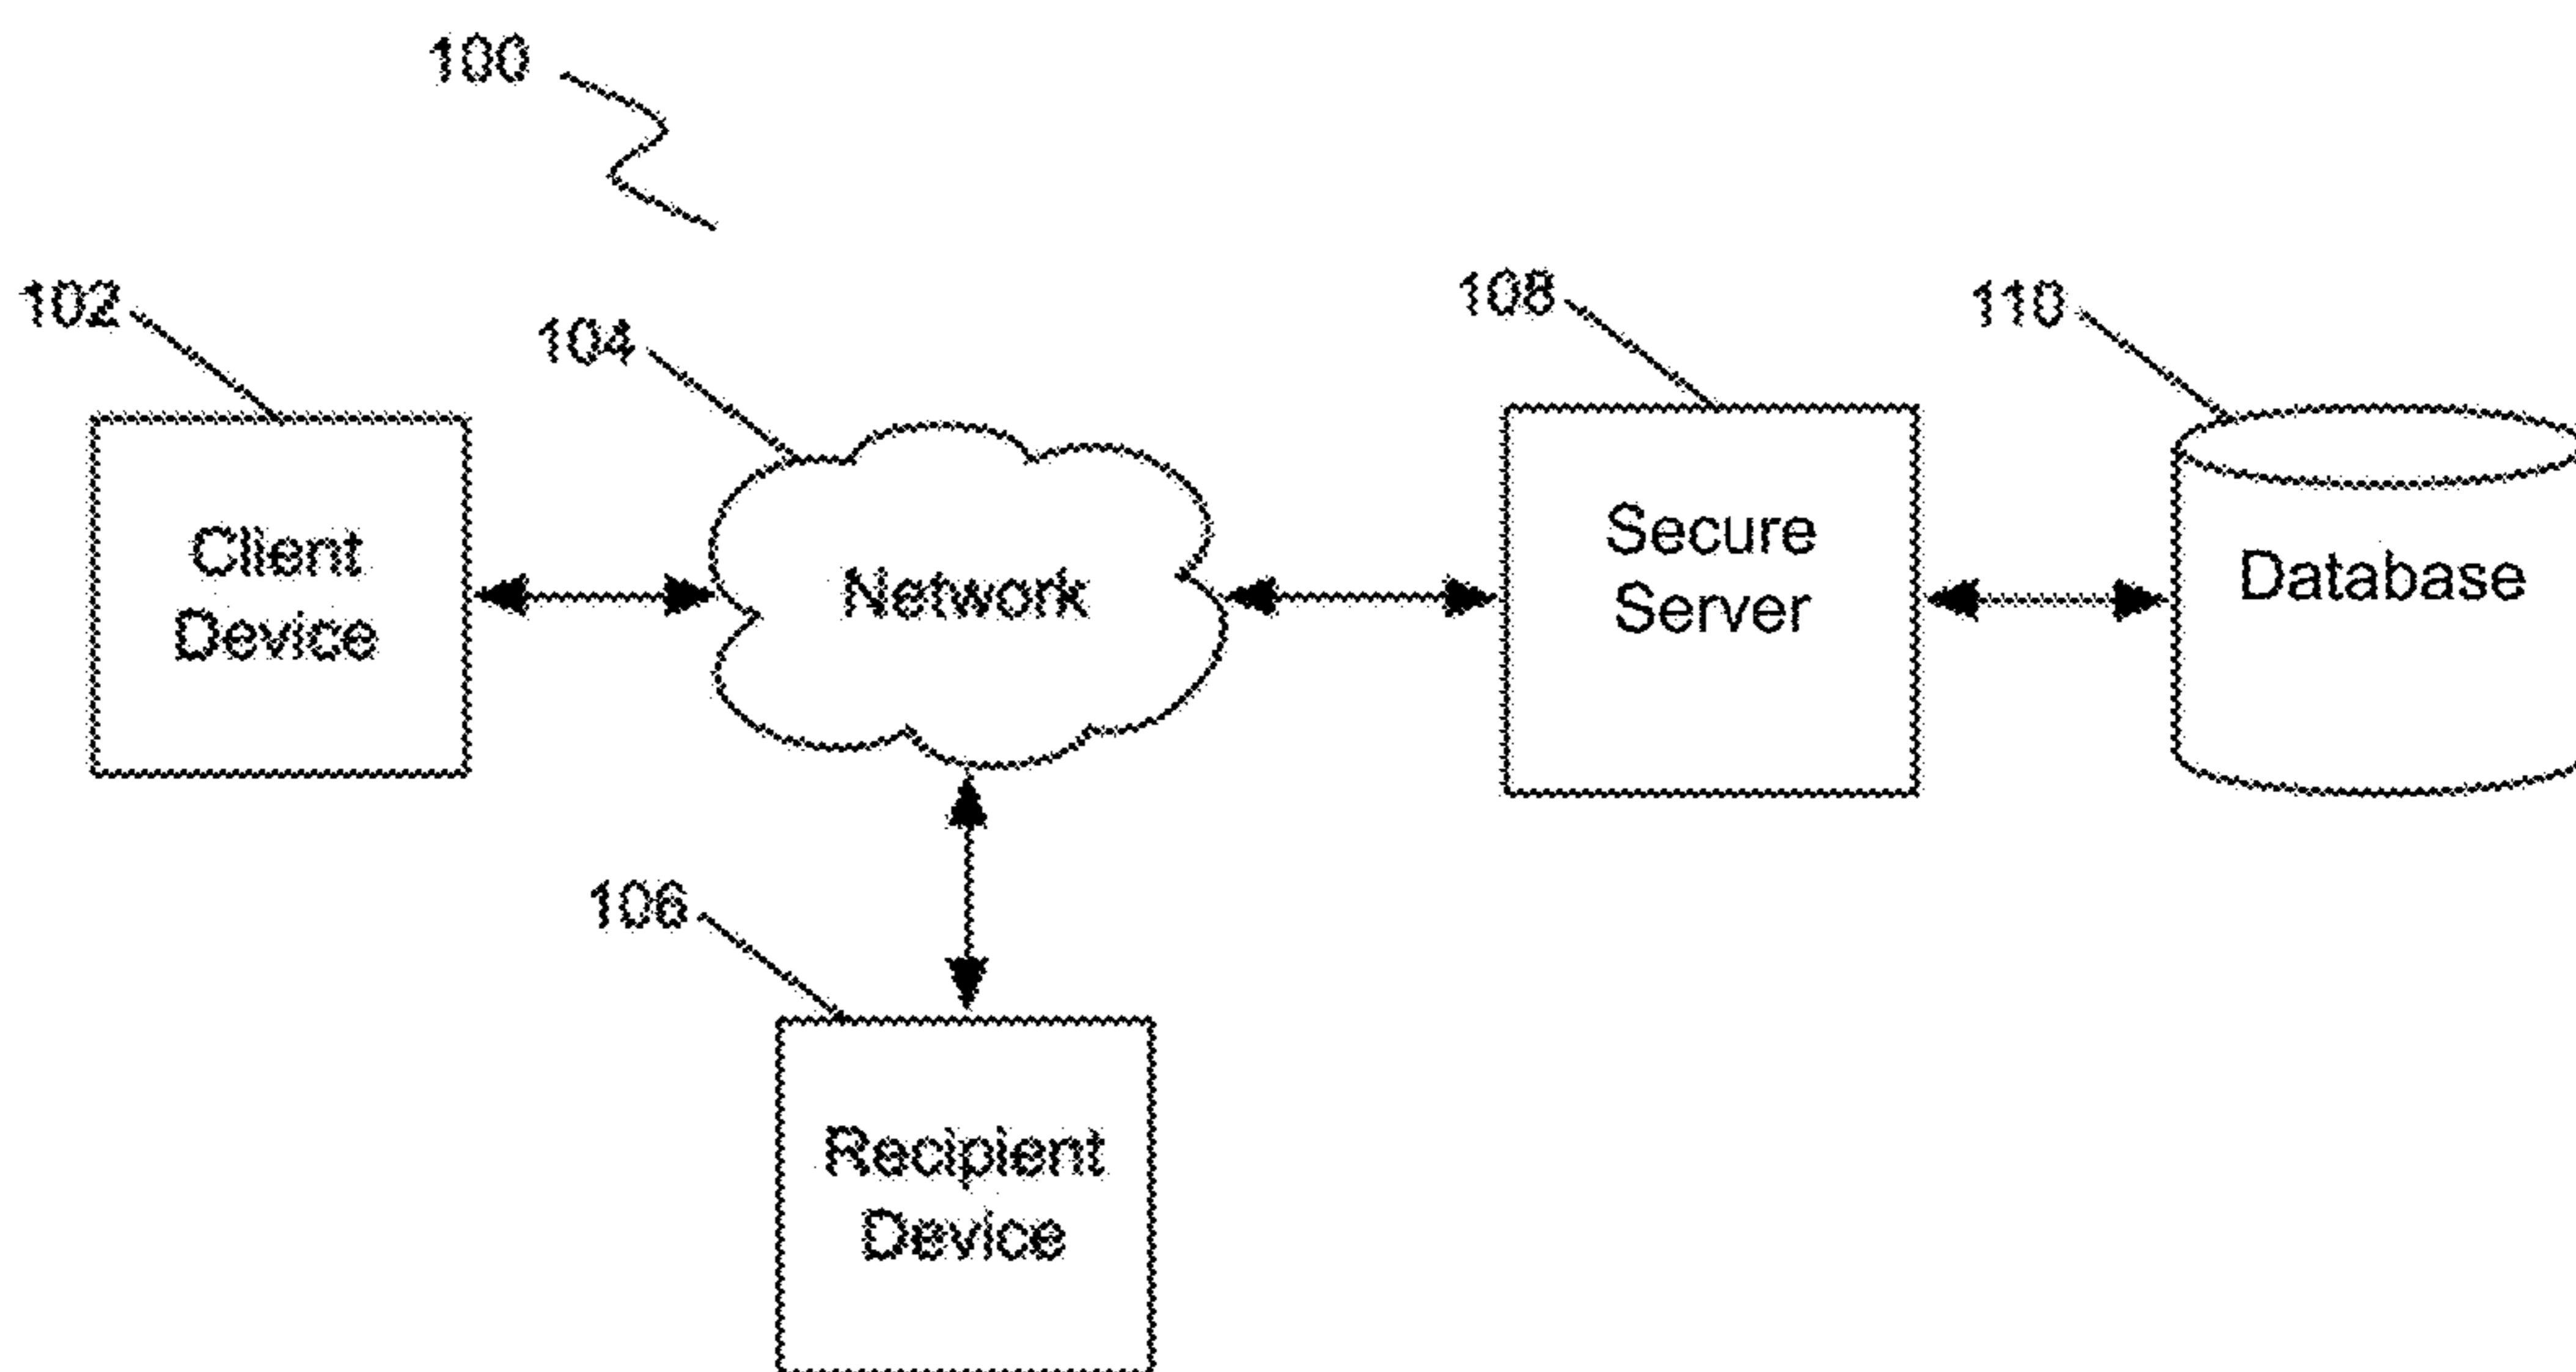 100
102
104
108
110
Client
Device
Network
Secure
Server
Database
106
Recipient
Device